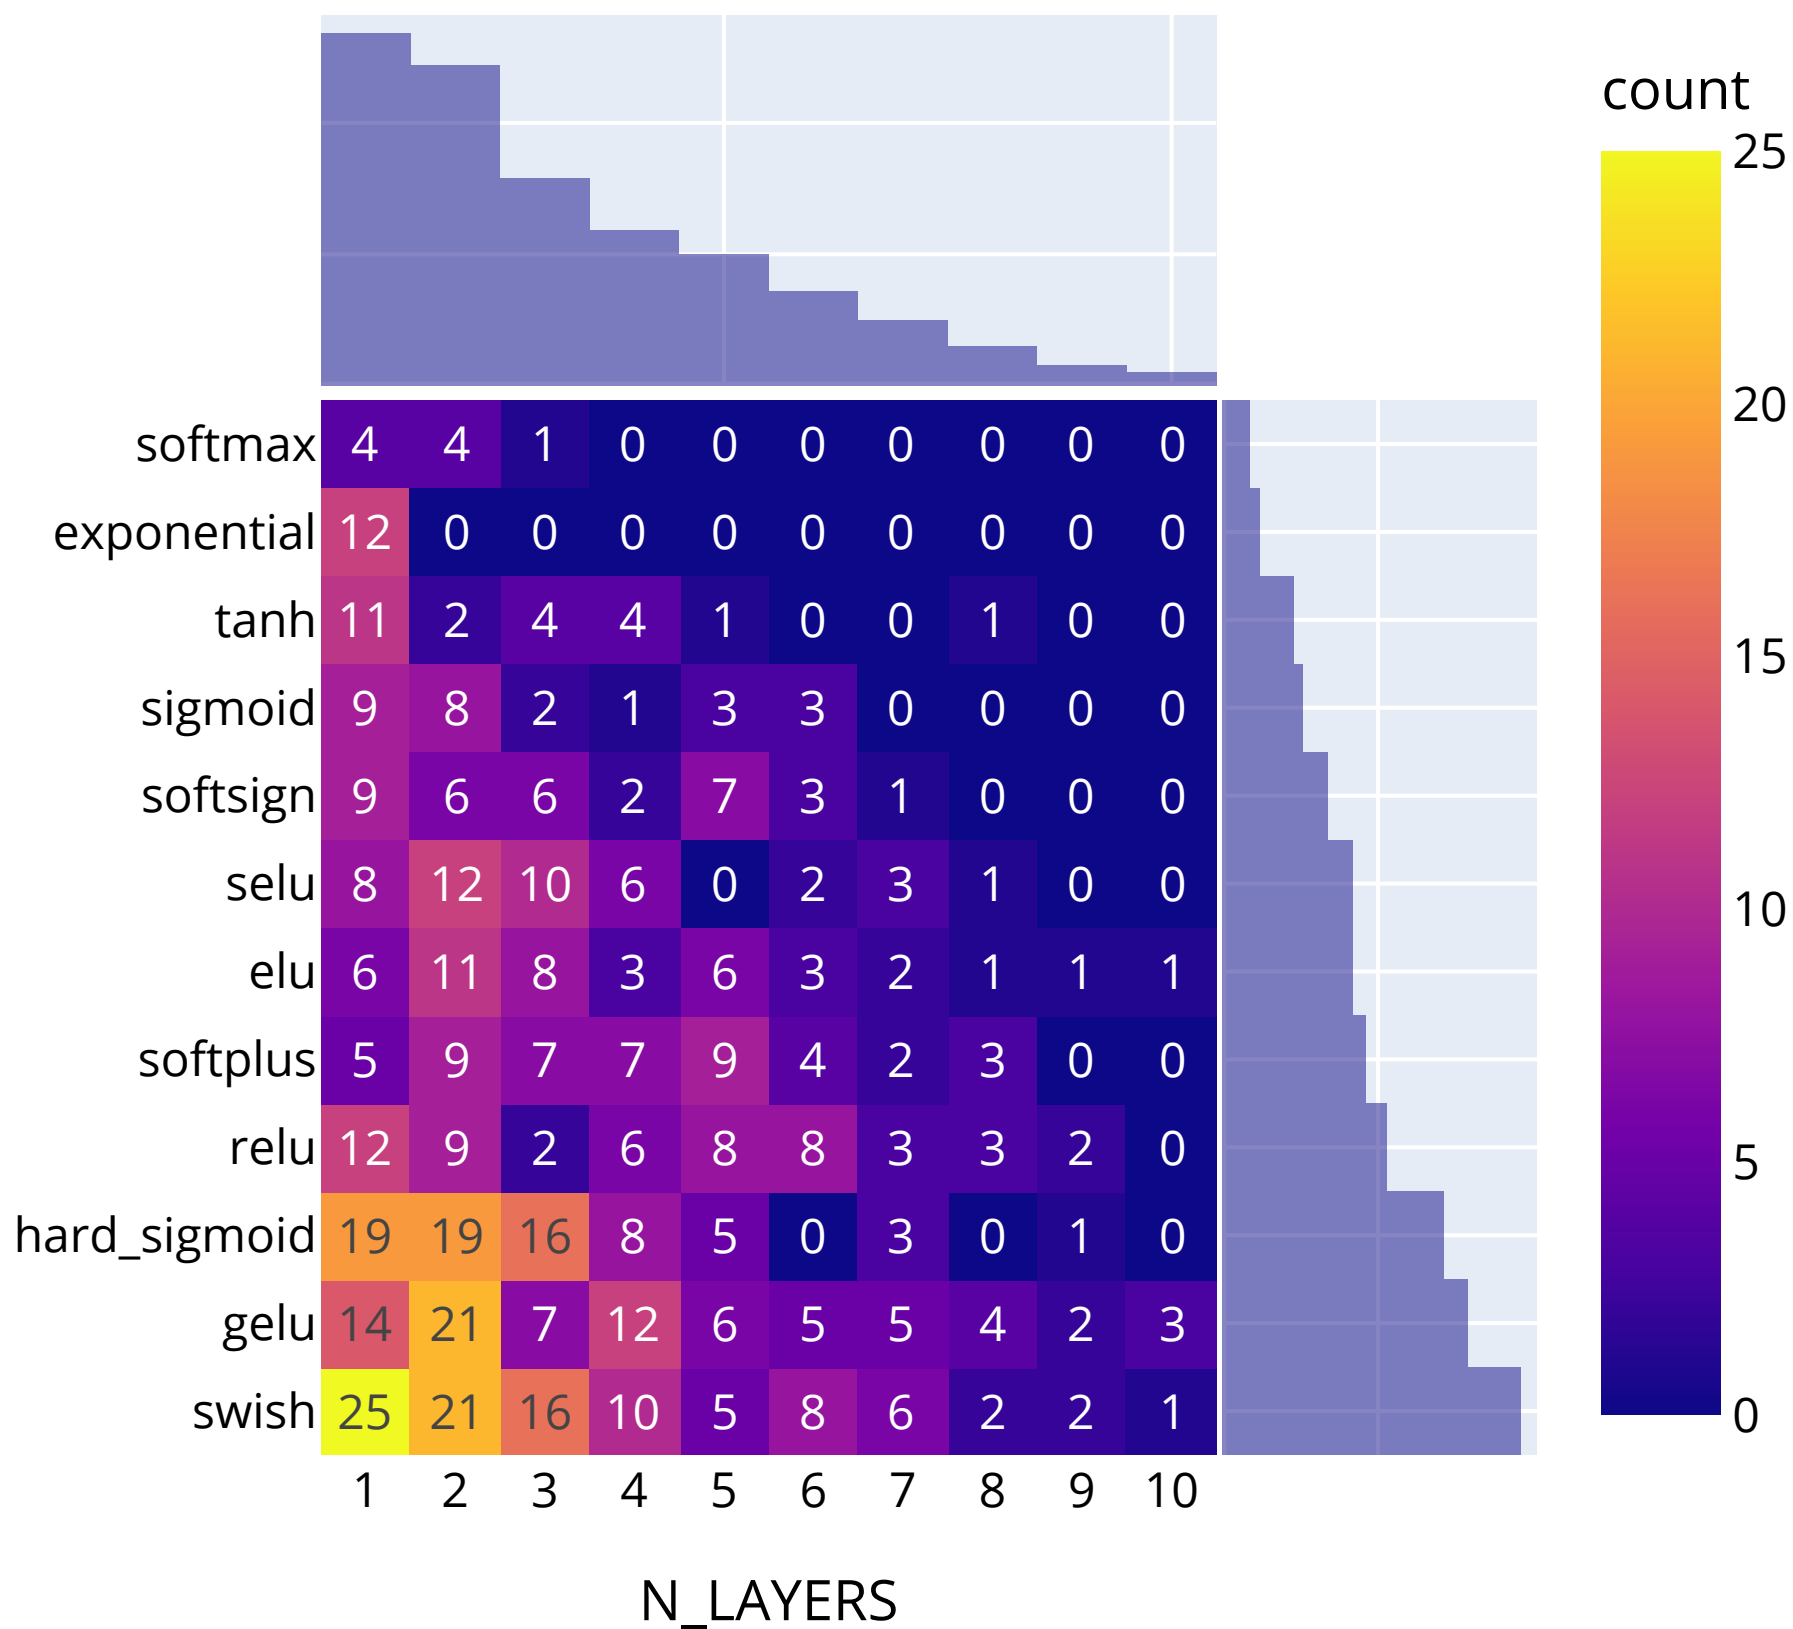 count
25
20
15
10
5
0
softmax 4 4 1 0 0 0 0 0 0 0
exponential 12 0 0 0 0 0 0 0 0 0
tanh 11 2 4 4 1 0 0 1 0 0
sigmoid 9 8 2 1 3 3 0 0 0 0
softsign 9 6 6 2 7 3 1 0 0 0
selu 8 12 10 6 0 2 3 1 0 0
elu 6 11 8 3 6 3 2 1 1 1
softplus 5 9 7 7 9 4 2 3 0 0
relu 12 9 2 6 8 8 3 3 2 0
hard_sigmoid 19 19 16 8 5 0 3 0 1 0
gelu 14 21 7 12 6 5 5 4 2 3
swish 25 21 16 10 5 8 6 2 2 1
1 2 3 4 5 6 7 8 9 10
N_LAYERS